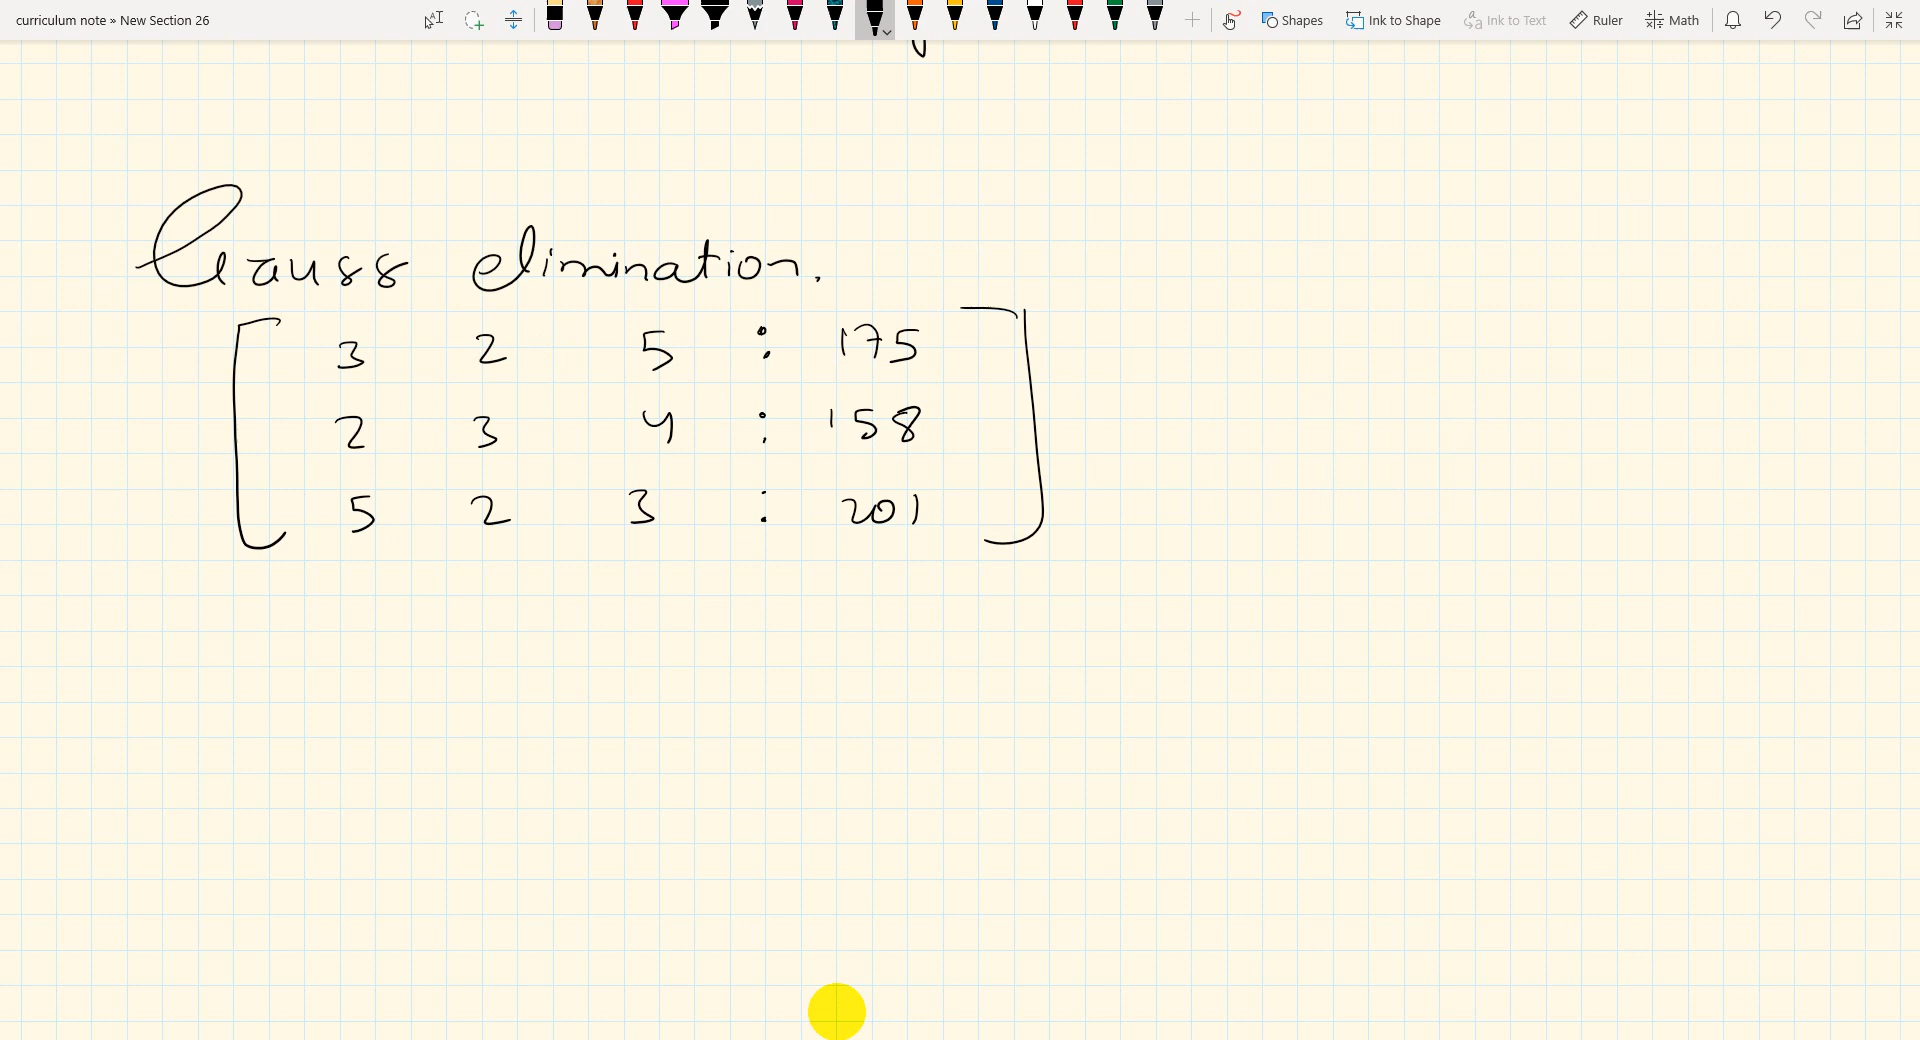 curriculum note » New Section 26
Shapes
Ink to Shape
Ink to Text
Ruler
Math
Gauss elimination.
3 2 5 : 175
2 3 4 : 158
5 2 3 : 201